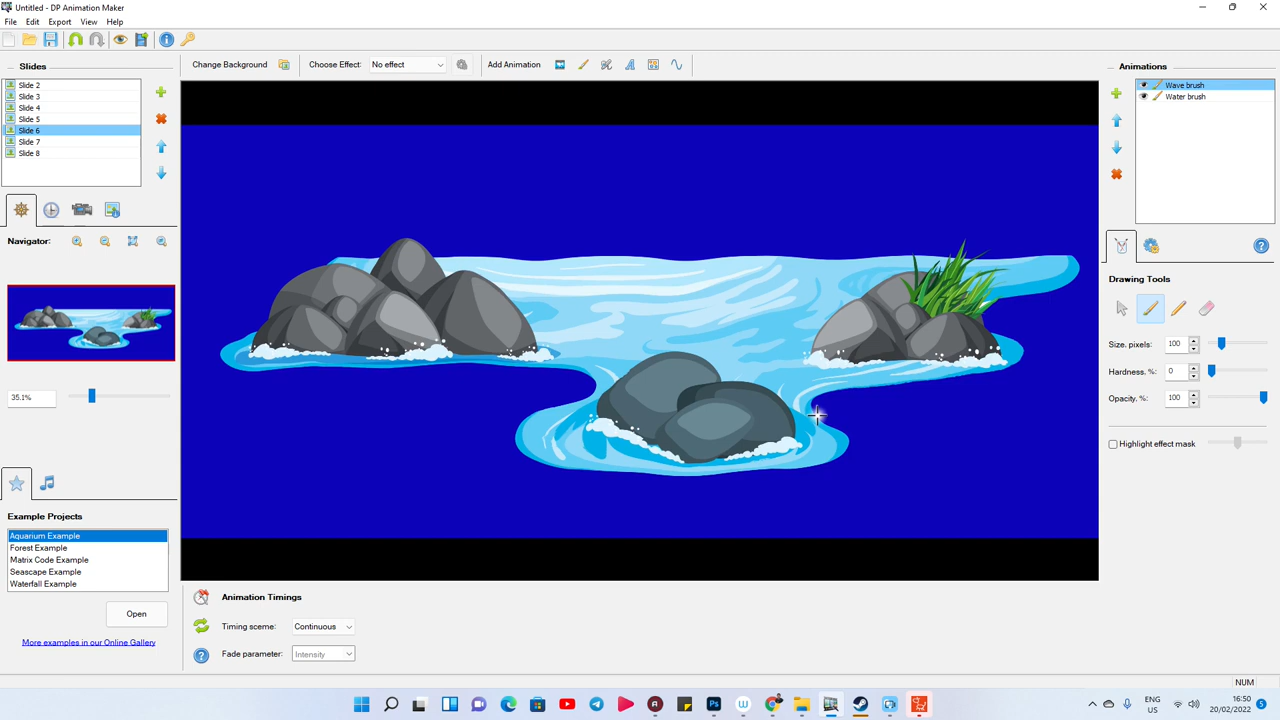 Untitled - DP Animation Maker
File Edit Export View Help
Slides
Change Background Choose Effect: No effect Add Animation
Animations
Slide 2
Slide 3
Slide 4
Slide 5
Slide 6
Slide 7
Slide 8
Wave brush
Water brush
Navigator:
Drawing Tools
Size, pixels: 100
Hardness, %: 0
Opacity, %: 100
Highlight effect mask
35.1%
Example Projects
Aquarium Example
Forest Example
Matrix Code Example
Seascape Example
Waterfall Example
Open
More examples in our Online Gallery
Animation Timings
Timing sceme: Continuous
Fade parameter: Intensity
NUM
ENG
US
16:50
20/02/2022
5